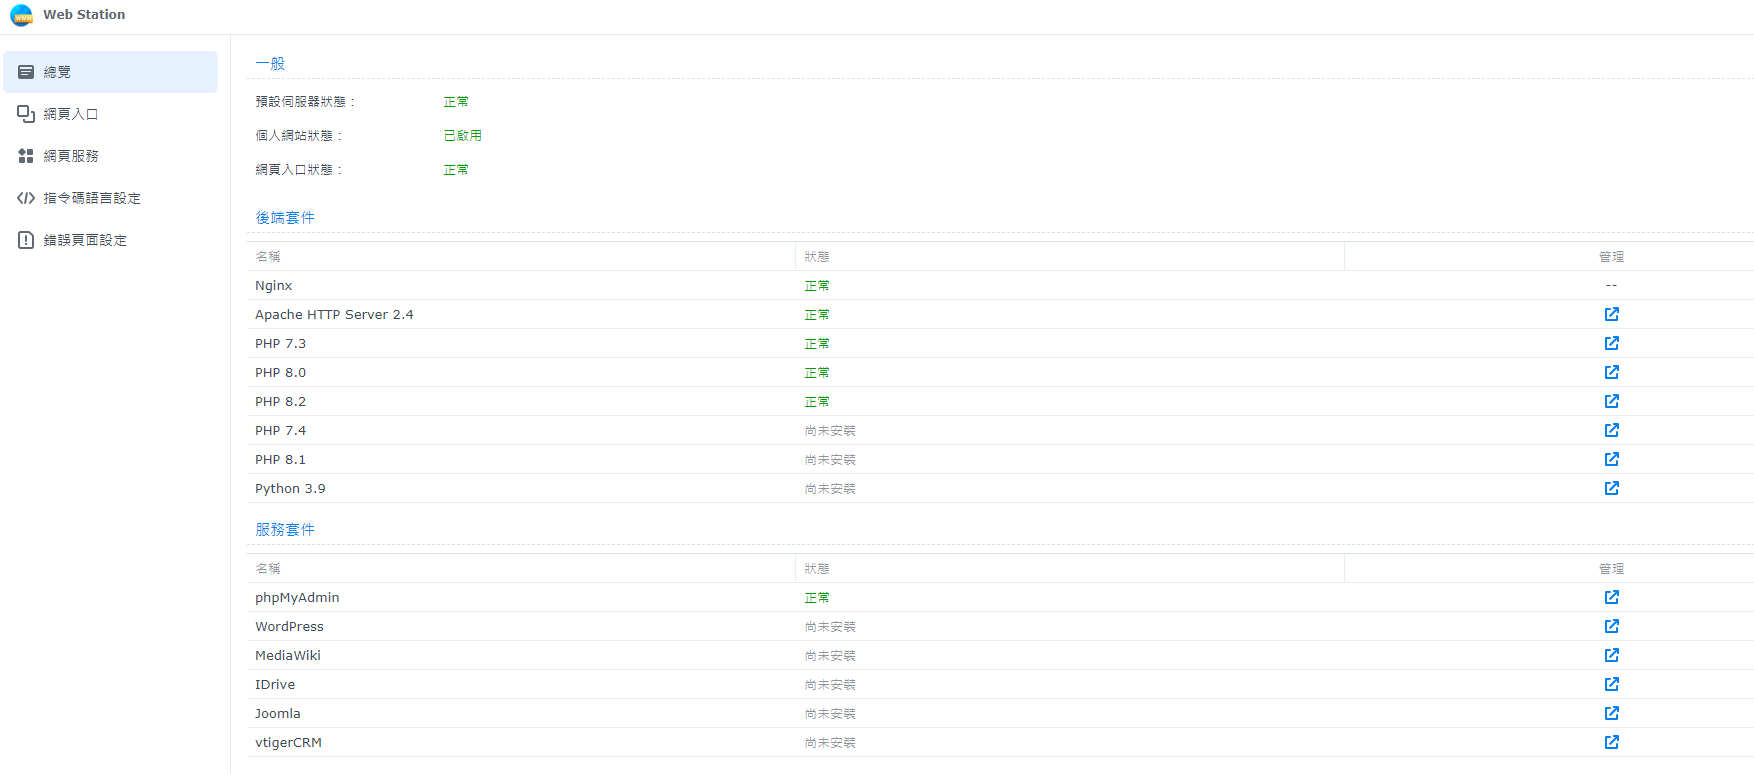 Web Station
總覽
網頁入口
網頁服務
指令碼語言設定
錯誤頁面設定
一般
預設伺服器狀態： 正常
個人網站狀態： 已啟用
網頁入口狀態： 正常
後端套件
名稱 狀態 管理
Nginx 正常 --
Apache HTTP Server 2.4 正常
PHP 7.3 正常
PHP 8.0 正常
PHP 8.2 正常
PHP 7.4 尚未安裝
PHP 8.1 尚未安裝
Python 3.9 尚未安裝
服務套件
名稱 狀態 管理
phpMyAdmin 正常
WordPress 尚未安裝
MediaWiki 尚未安裝
IDrive 尚未安裝
Joomla 尚未安裝
vtigerCRM 尚未安裝